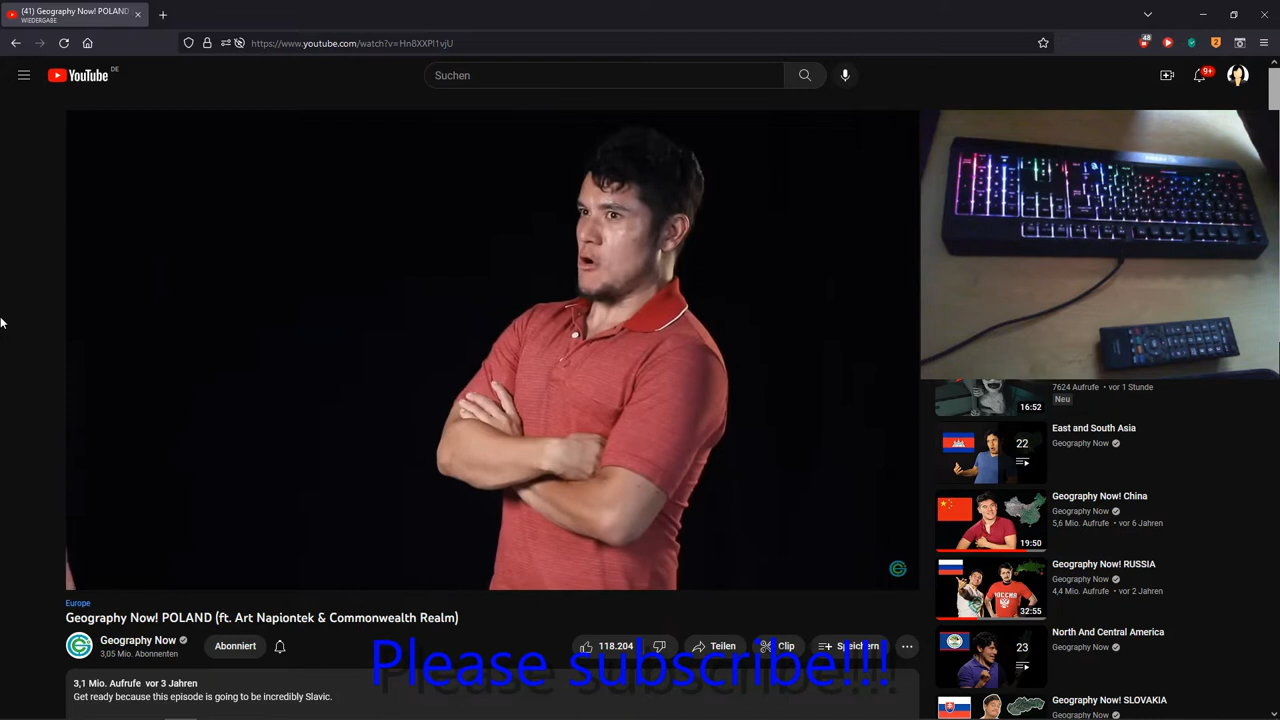 (41) Geography Now! POLAND
WIEDERGABE
https://www.youtube.com/watch?v=Hn8XXPI1vjU
48
2
YouTube DE
Suchen
9+
7624 Aufrufe • vor 1 Stunde
16:52
Neu
East and South Asia
22
Geography Now
Geography Now! China
Geography Now
5,6 Mio. Aufrufe • vor 6 Jahren
19:50
Geography Now! RUSSIA
Geography Now
4,4 Mio. Aufrufe • vor 2 Jahren
РОССИЯ
32:55
North And Central America
23
Geography Now
Geography Now! SLOVAKIA
Geography Now
Europe
Geography Now! POLAND (ft. Art Napiontek & Commonwealth Realm)
Geography Now
3,05 Mio. Abonnenten
Abonniert
118.204
Teilen
Clip
Speichern
Please subscribe!!!
3,1 Mio. Aufrufe vor 3 Jahren
Get ready because this episode is going to be incredibly Slavic.